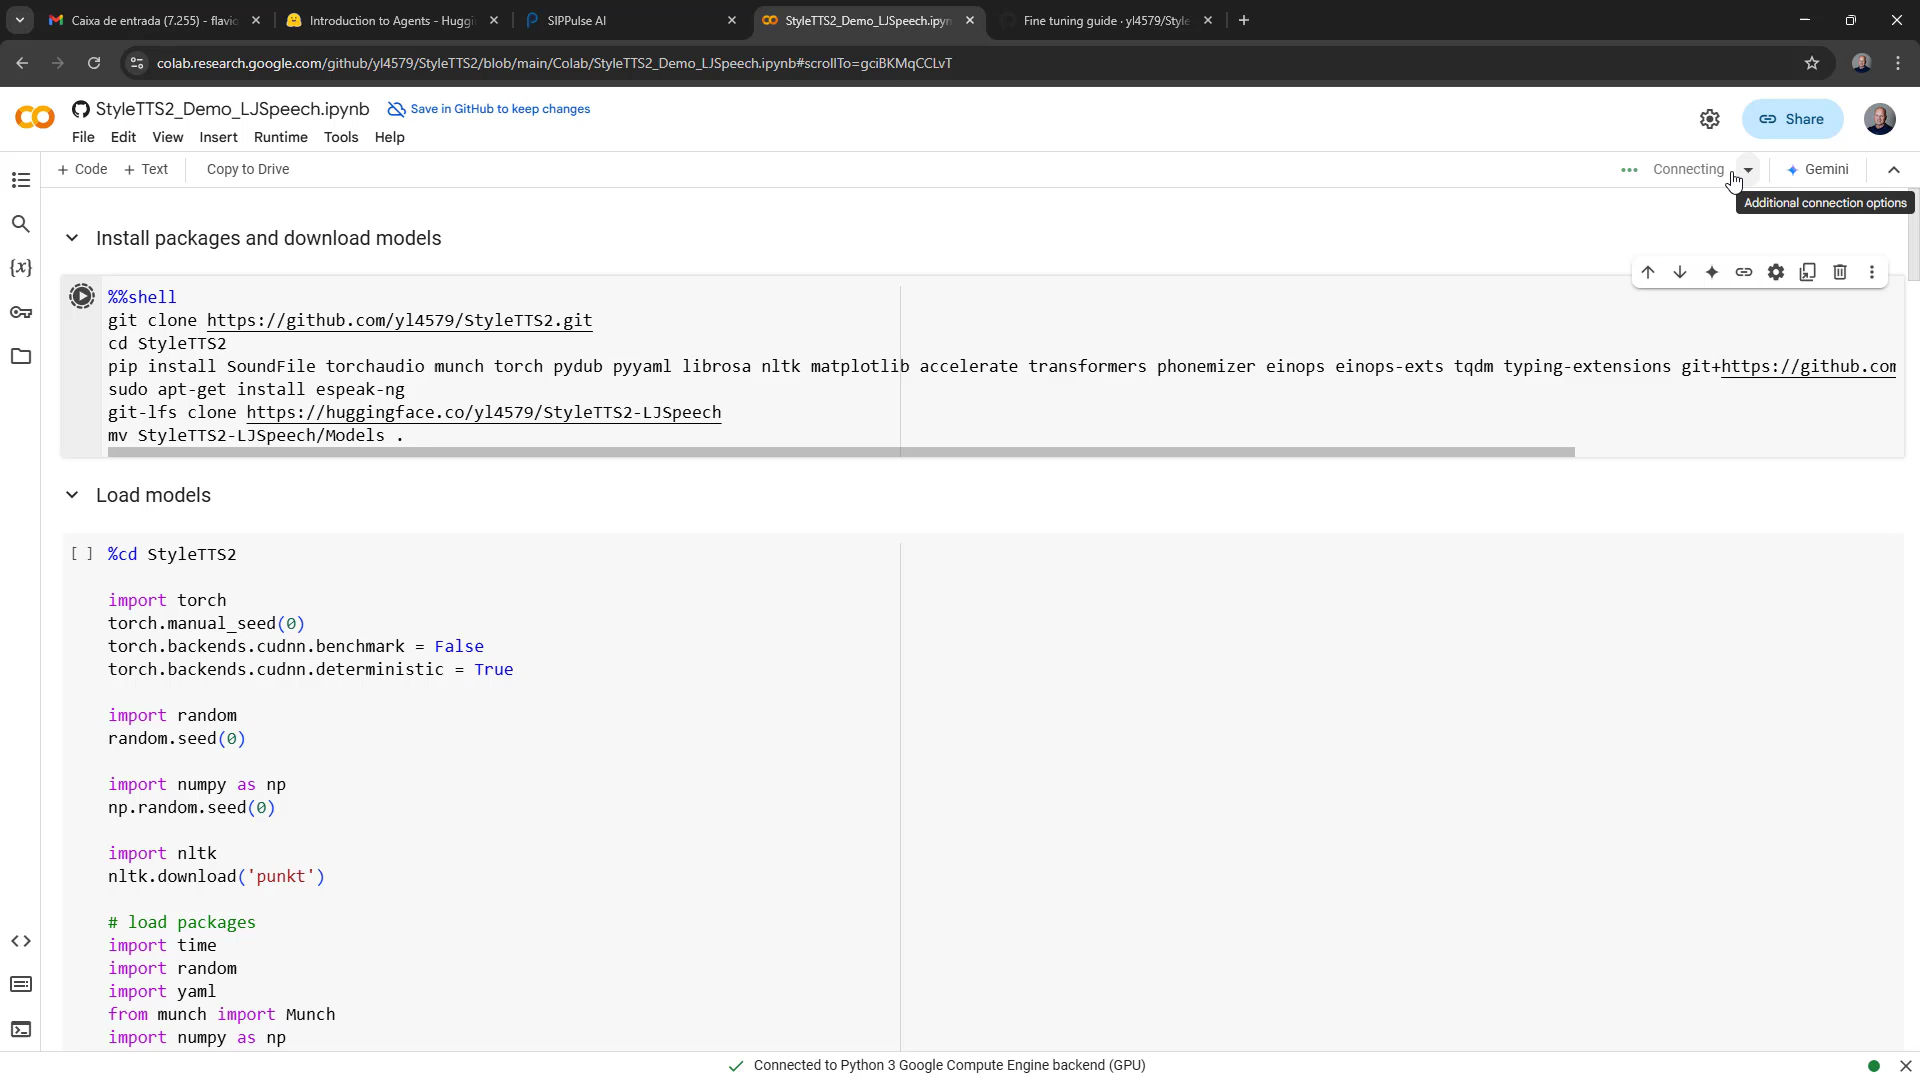 Caixa de entrada (7.255) - flavio
Introduction to Agents - Huggi
SIPPulse AI
StyleTTS2_Demo_LJSpeech.ipyn
Fine tuning guide · yl4579/Style
colab.research.google.com/github/yl4579/StyleTTS2/blob/main/Colab/StyleTTS2_Demo_LJSpeech.ipynb#scrollTo=gciBKMqCCLvT
StyleTTS2_Demo_LJSpeech.ipynb
Save in GitHub to keep changes
File Edit View Insert Runtime Tools Help
Share
+ Code + Text Copy to Drive
Connecting
Gemini
Additional connection options
Install packages and download models
%%shell
git clone https://github.com/yl4579/StyleTTS2.git
cd StyleTTS2
pip install SoundFile torchaudio munch torch pydub pyyaml librosa nltk matplotlib accelerate transformers phonemizer einops einops-exts tqdm typing-extensions git+https://github.com
sudo apt-get install espeak-ng
git-lfs clone https://huggingface.co/yl4579/StyleTTS2-LJSpeech
mv StyleTTS2-LJSpeech/Models .
Load models
[ ] %cd StyleTTS2
import torch
torch.manual_seed(0)
torch.backends.cudnn.benchmark = False
torch.backends.cudnn.deterministic = True
import random
random.seed(0)
import numpy as np
np.random.seed(0)
import nltk
nltk.download('punkt')
# load packages
import time
import random
import yaml
from munch import Munch
import numpy as np
Connected to Python 3 Google Compute Engine backend (GPU)